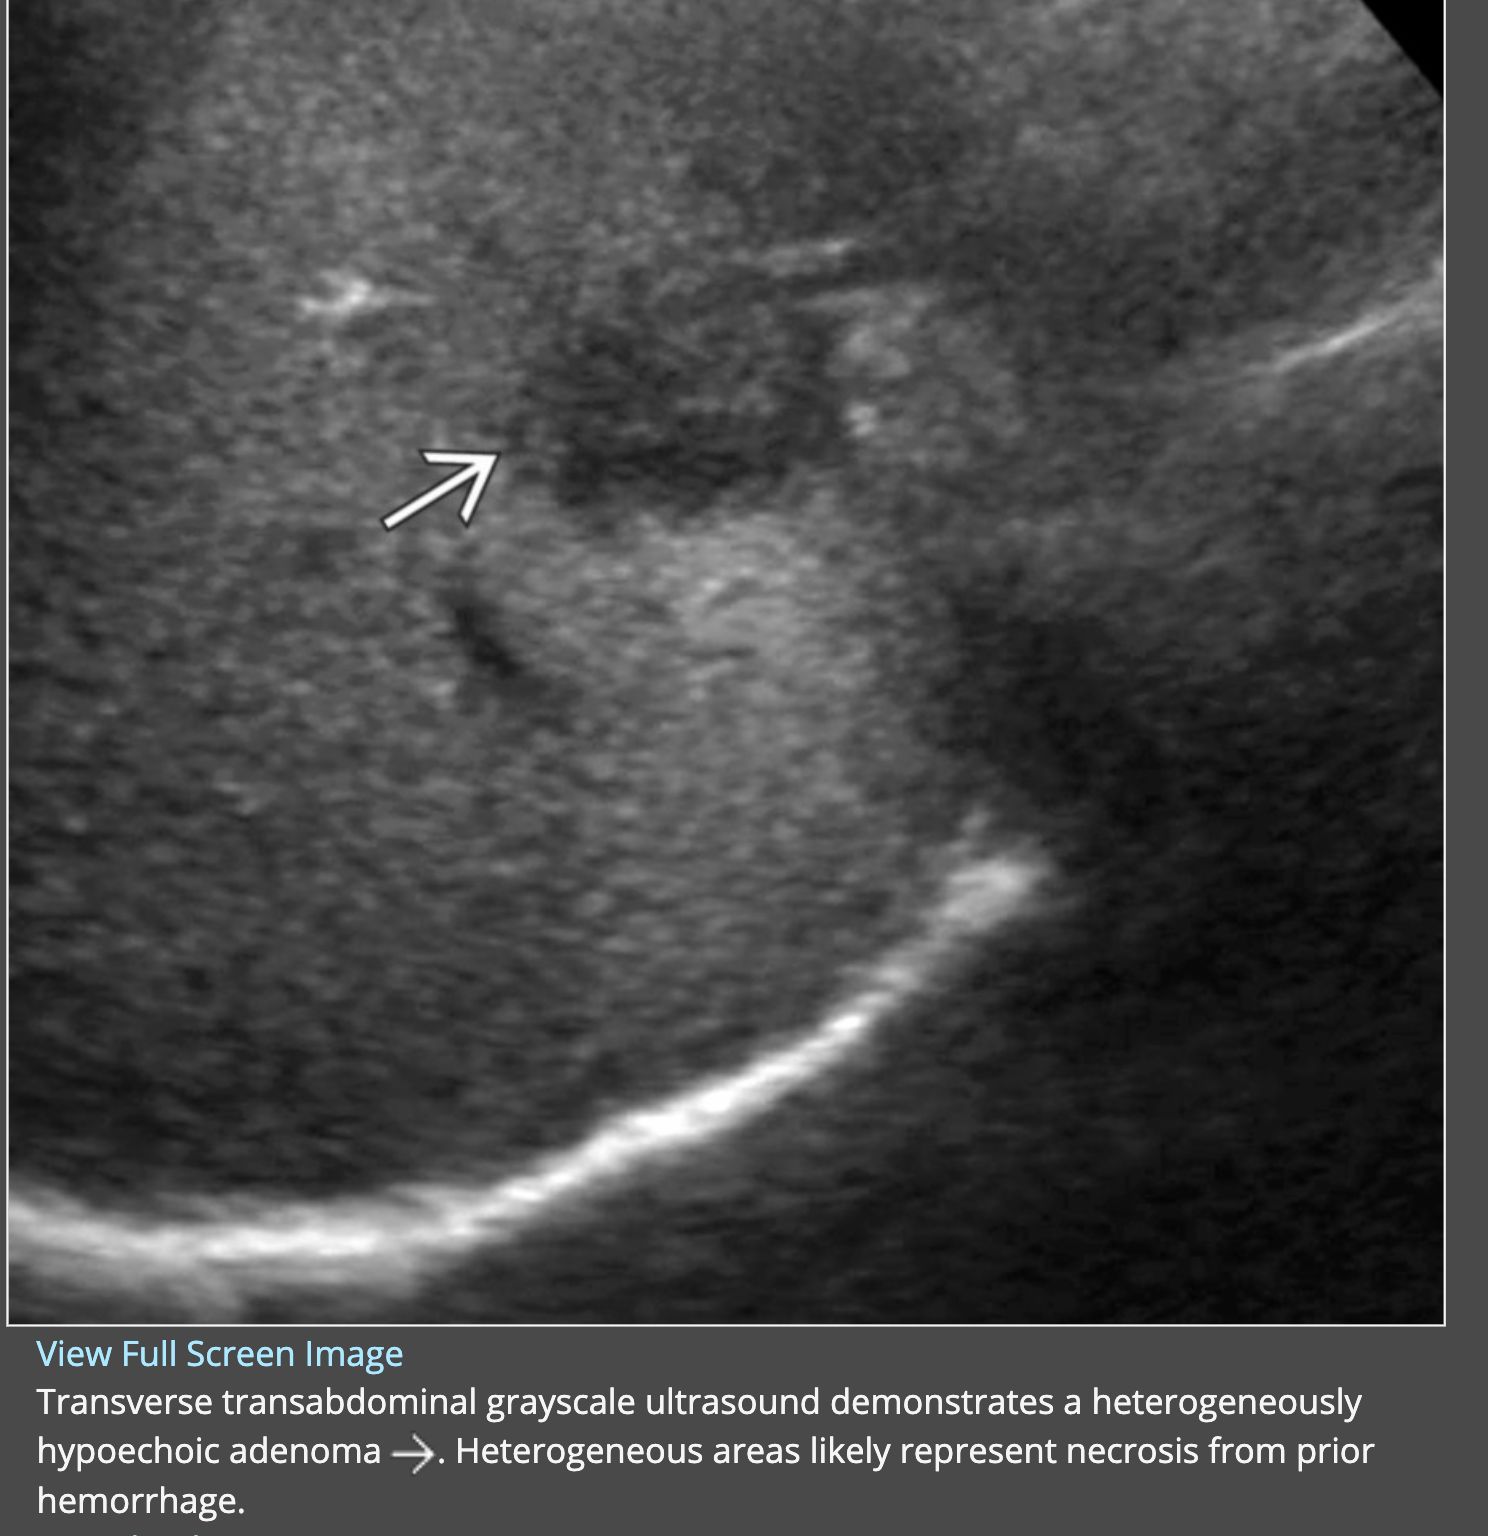 View Full Screen Image
Transverse transabdominal grayscale ultrasound demonstrates a heterogeneously
hypoechoic adenoma →. Heterogeneous areas likely represent necrosis from prior
hemorrhage.